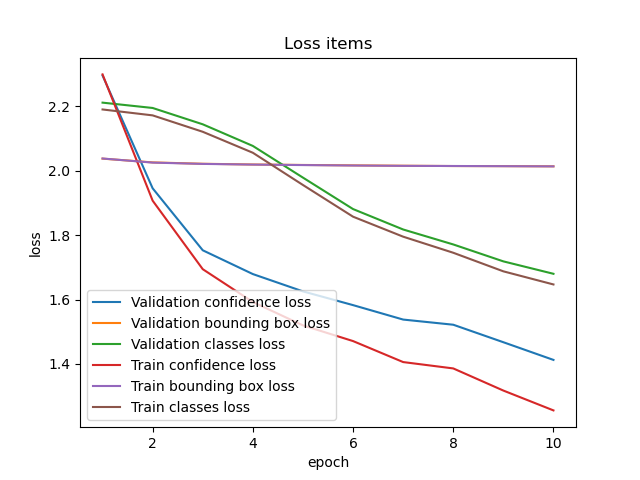 Loss items
2.2
2.0
1.8
1.6
1.4
loss
Validation confidence loss
Validation bounding box loss
Validation classes loss
Train confidence loss
Train bounding box loss
Train classes loss
2 4 6 8 10
epoch